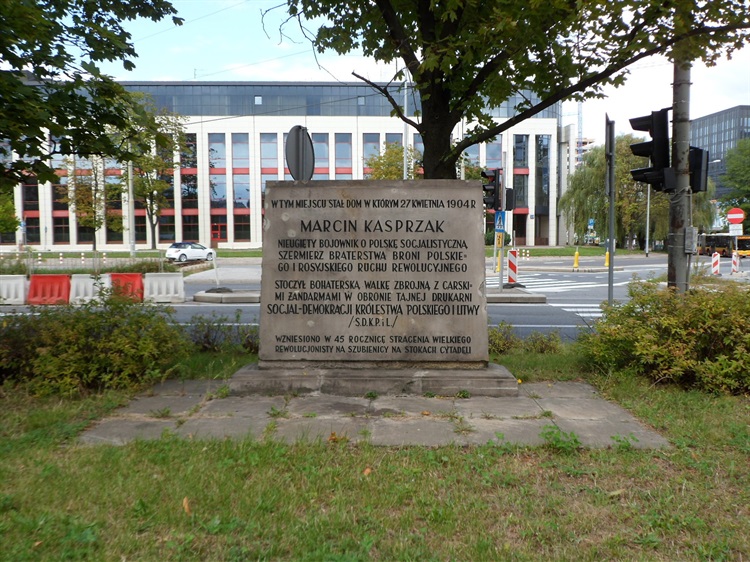 W TYM MIEJSCU STAŁ DOM W KTÓRYM 27 KWIETNIA 1904 R
MARCIN KASPRZAK
NIEUGIĘTY BOJOWNIK O POLSKĘ SOCJALISTYCZNĄ
SZERMIERZ BRATERSTWA BRONI POLSKIE-
GO I ROSYJSKIEGO RUCHU REWOLUCYJNEGO
STOCZYŁ BOHATERSKĄ WALKĘ ZBROJNĄ Z CARSKI-
MI ŻANDARMAMI W OBRONIE TAJNEJ DRUKARNI
SOCJAL-DEMOKRACJI KRÓLESTWA POLSKIEGO I LITWY
/S.D.K.P.i L./
WZNIESIONO W 45 ROCZNICE STRACENIA WIELKIEGO
REWOLUCJONISTY NA SZUBIENICY NA STOKACH CYTADELI